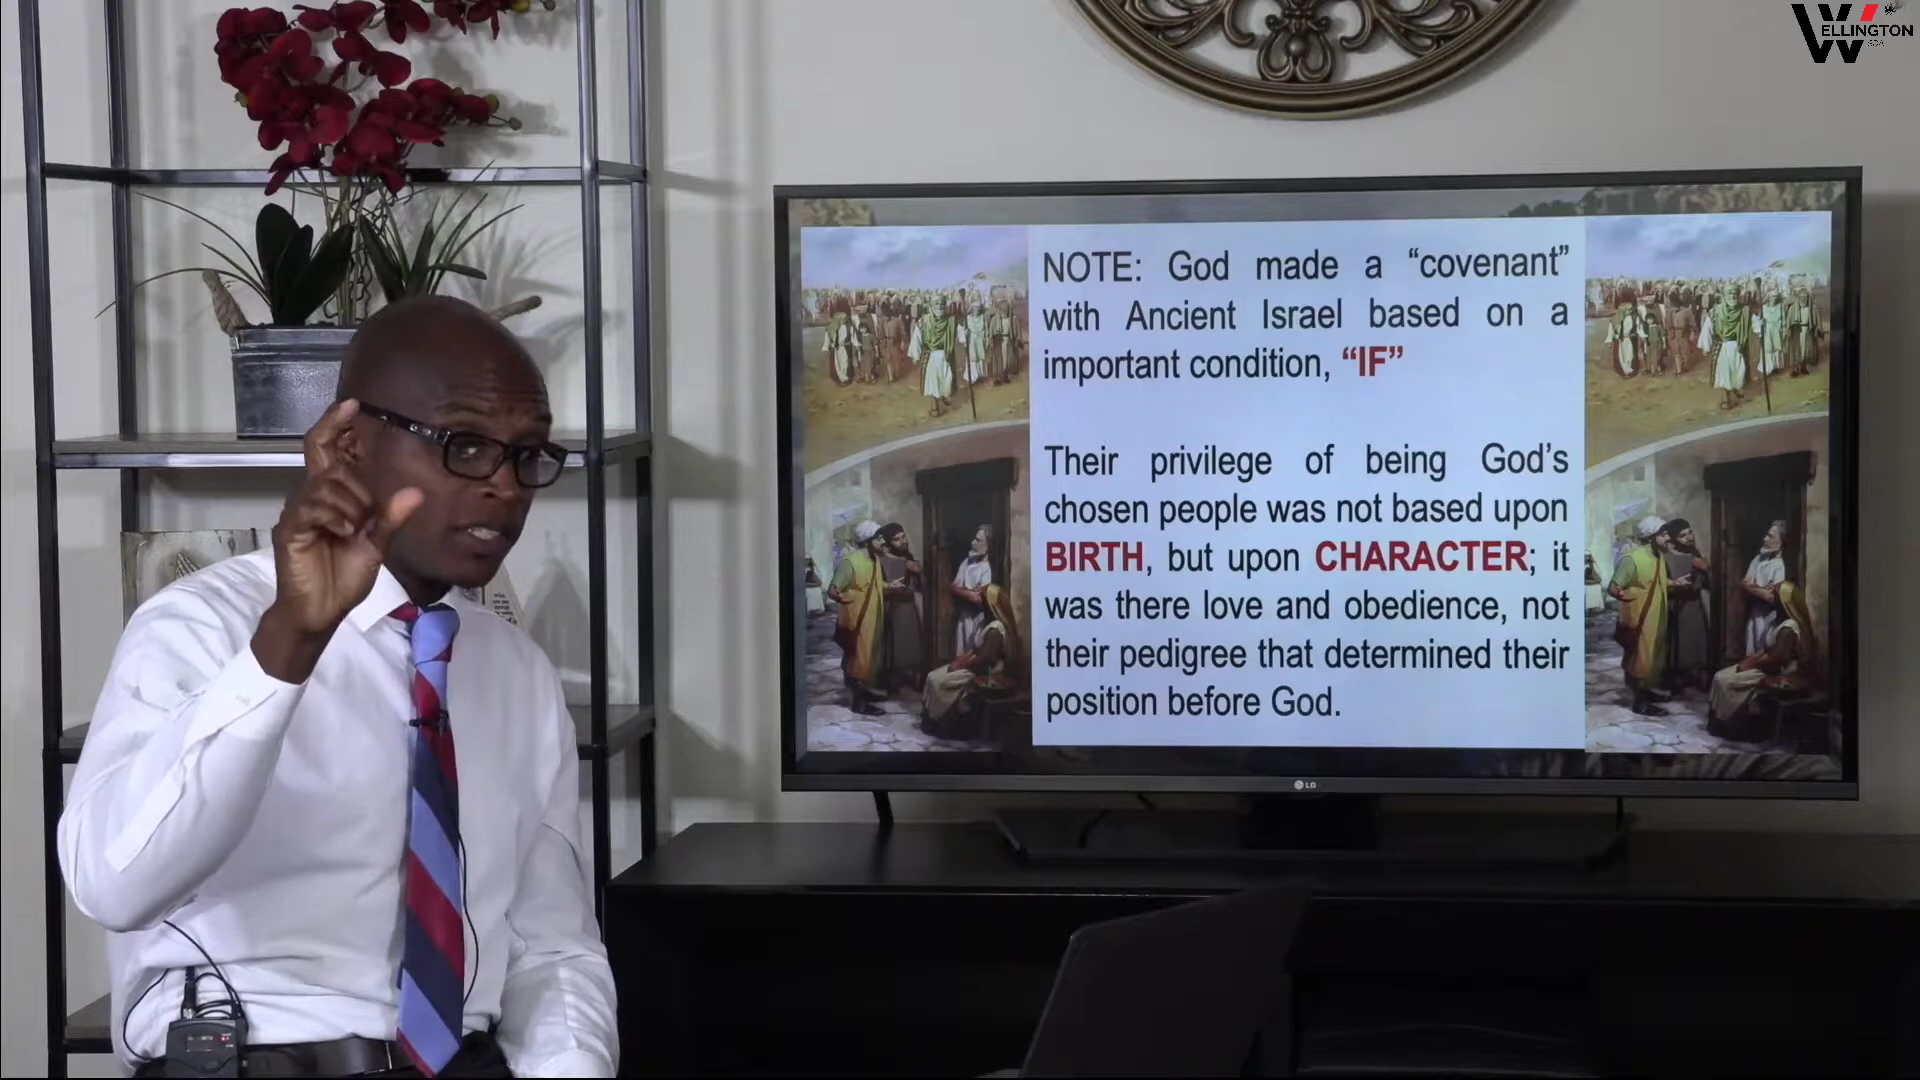 WELLINGTON
SDA
NOTE: God made a “covenant”
with Ancient Israel based on a
important condition, “IF”
Their privilege of being God’s
chosen people was not based upon
BIRTH, but upon CHARACTER; it
was there love and obedience, not
their pedigree that determined their
position before God.
LG